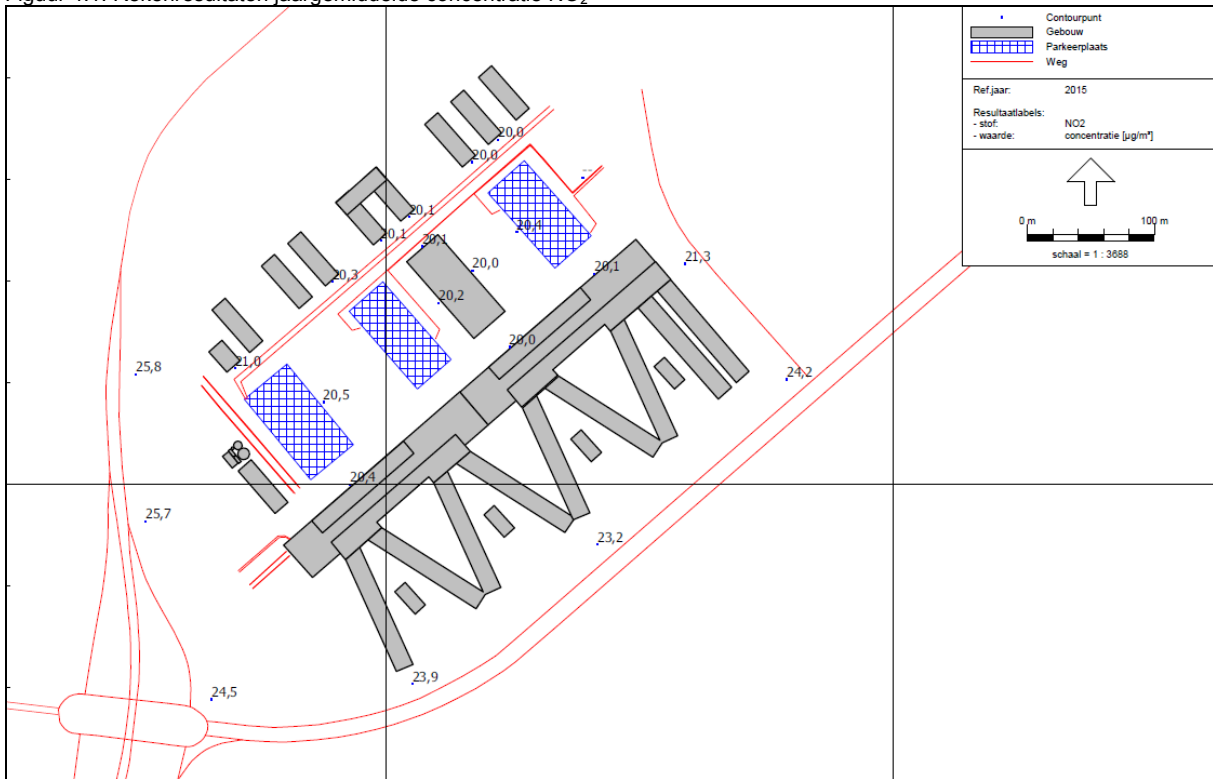 Contourpunt
Gebouw
Parkeerplaats
Weg
Ref.jaar: 2015
Resultaatlabels:
- stof: NO2
- waarde: concentratie [µg/m³]
0 m 100 m
schaal = 1 : 3688
20,0
20,0
--
20,1
20,4
20,1
20,1
21,3
20,0
20,1
20,3
20,2
20,0
25,8
21,0
24,2
20,5
20,4
25,7
23,2
23,9
24,5